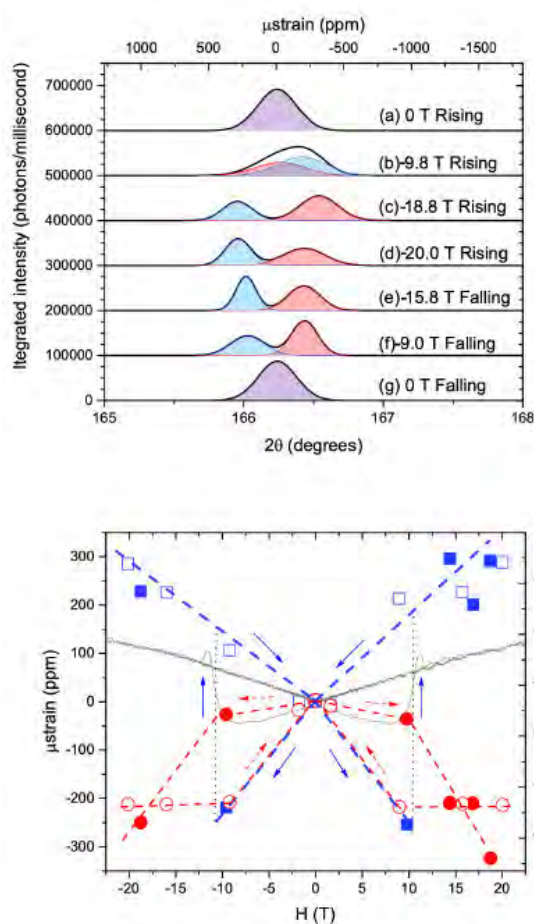 μstrain (ppm)
1000 500 0 -500 -1000 -1500
Itegrated intensity (photons/millisecond)
700000
600000
500000
400000
300000
200000
100000
0
(a) 0 T Rising
(b)-9.8 T Rising
(c)-18.8 T Rising
(d)-20.0 T Rising
(e)-15.8 T Falling
(f)-9.0 T Falling
(g) 0 T Falling
165 166 167 168
2θ (degrees)
μstrain (ppm)
300
200
100
0
-100
-200
-300
-20 -15 -10 -5 0 5 10 15 20
H (T)